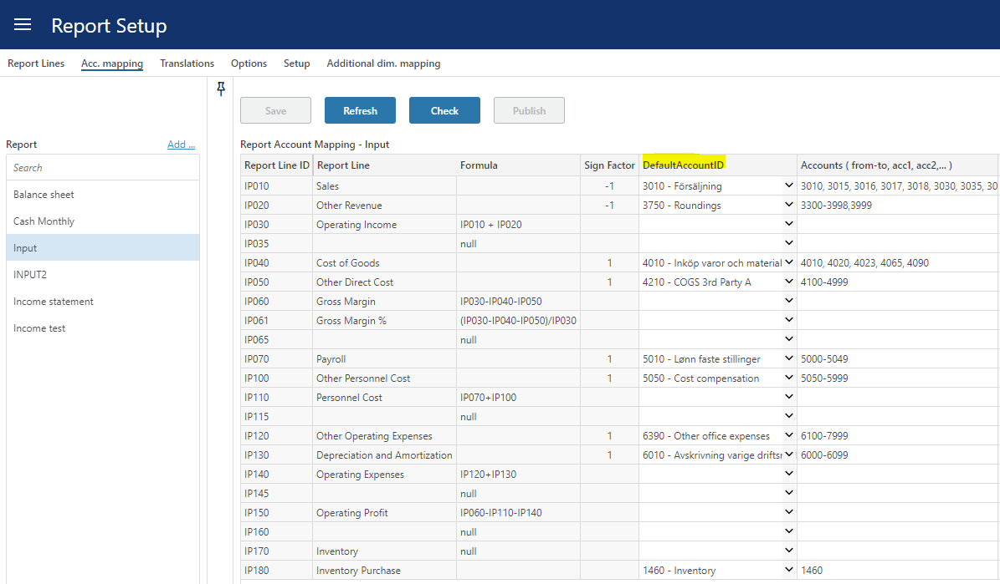 Report Setup
Report Lines Acc. mapping Translations Options Setup Additional dim. mapping
Save Refresh Check Publish
Report Add ...
Search
Balance sheet
Cash Monthly
Input
INPUT2
Income statement
Income test
Report Account Mapping - Input
Report Line ID Report Line Formula Sign Factor DefaultAccountID Accounts ( from-to, acc1, acc2,... )
IP010 Sales -1 3010 - Försäljning 3010, 3015, 3016, 3017, 3018, 3030, 3035, 30
IP020 Other Revenue -1 3750 - Roundings 3300-3998,3999
IP030 Operating Income IP010 + IP020
IP035 null
IP040 Cost of Goods 1 4010 - Inköp varor och material 4010, 4020, 4023, 4065, 4090
IP050 Other Direct Cost 1 4210 - COGS 3rd Party A 4100-4999
IP060 Gross Margin IP030-IP040-IP050
IP061 Gross Margin % (IP030-IP040-IP050)/IP030
IP065 null
IP070 Payroll 1 5010 - Lønn faste stillinger 5000-5049
IP100 Other Personnel Cost 1 5050 - Cost compensation 5050-5999
IP110 Personnel Cost IP070+IP100
IP115 null
IP120 Other Operating Expenses 1 6390 - Other office expenses 6100-7999
IP130 Depreciation and Amortization 1 6010 - Avskrivning varige driftsr 6000-6099
IP140 Operating Expenses IP120+IP130
IP145 null
IP150 Operating Profit IP060-IP110-IP140
IP160 null
IP170 Inventory null
IP180 Inventory Purchase 1460 - Inventory 1460